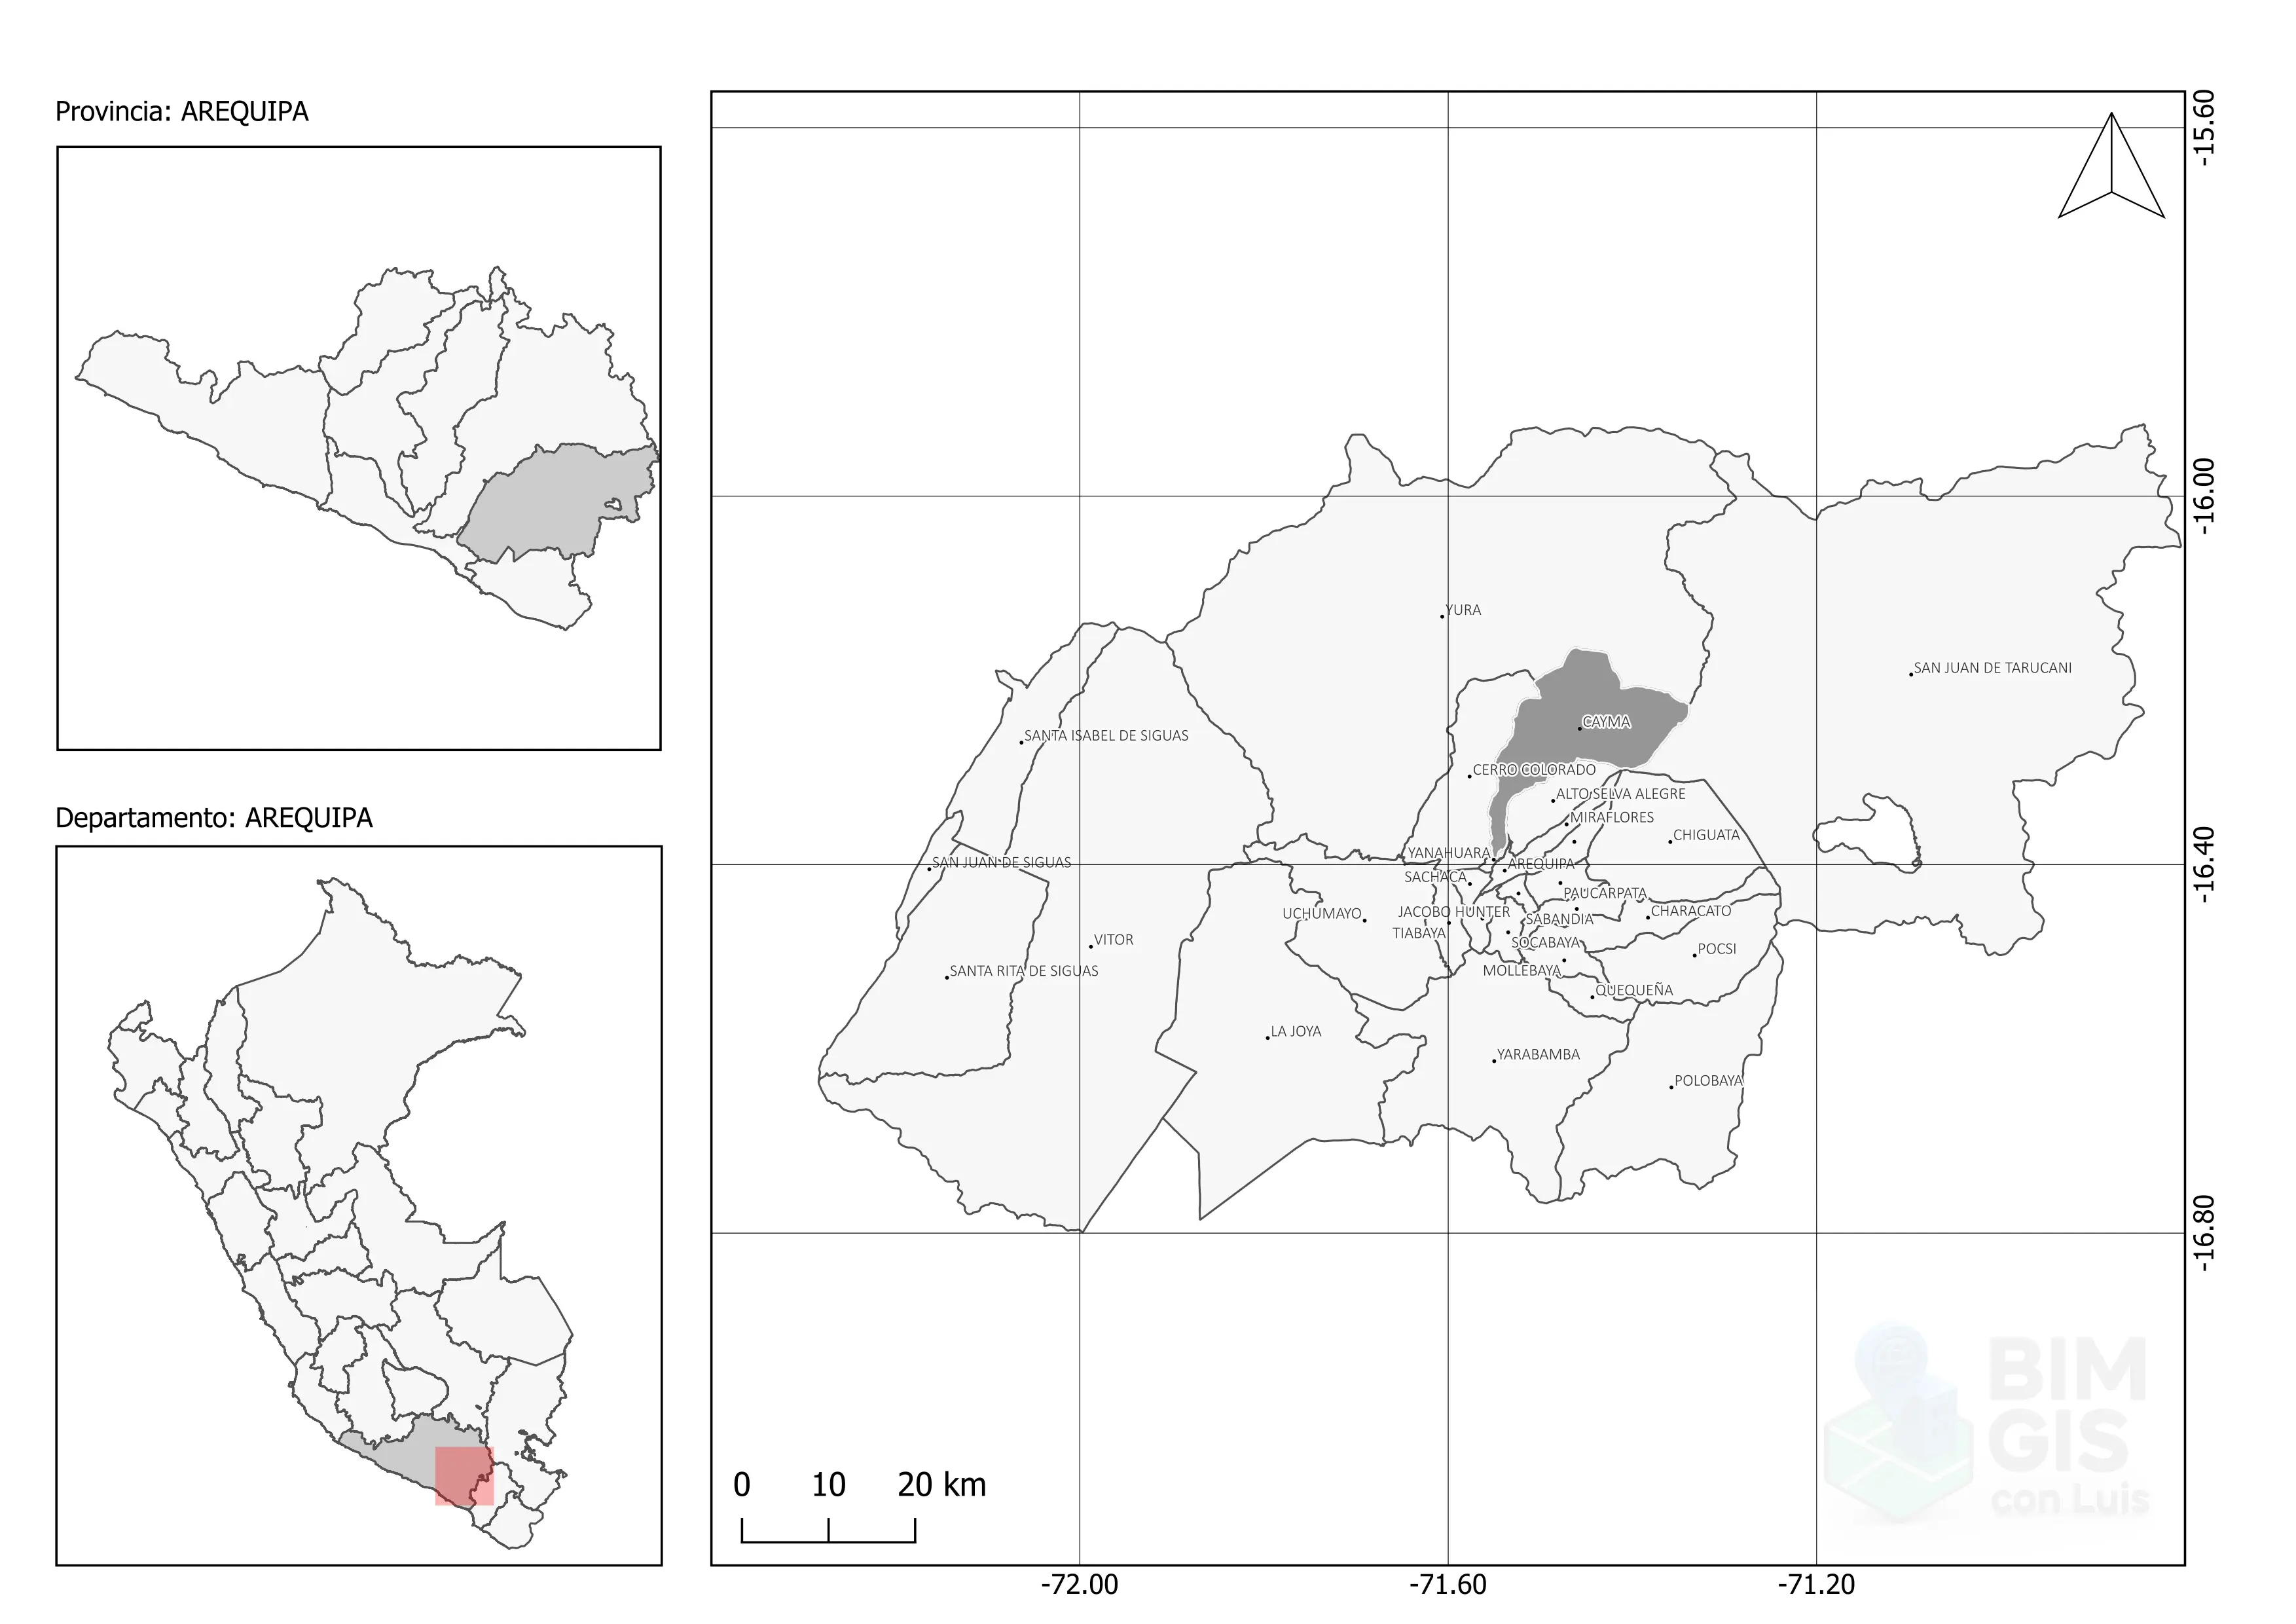 Provincia: AREQUIPA
Departamento: AREQUIPA
-15.60
-16.00
-16.40
-16.80
YURA
SAN JUAN DE TARUCANI
CAYMA
SANTA ISABEL DE SIGUAS
CERRO COLORADO
ALTO SELVA ALEGRE
MIRAFLORES
CHIGUATA
YANAHUARA
AREQUIPA
SAN JUAN DE SIGUAS
SACHACA
PAUCARPATA
UCHUMAYO
JACOBO HUNTER
SABANDIA
CHARACATO
TIABAYA
VITOR
SOCABAYA
POCSI
SANTA RITA DE SIGUAS
MOLLEBAYA
QUEQUEÑA
LA JOYA
YARABAMBA
POLOBAYA
BIM
GIS
con Luis
0 10 20 km
-72.00 -71.60 -71.20